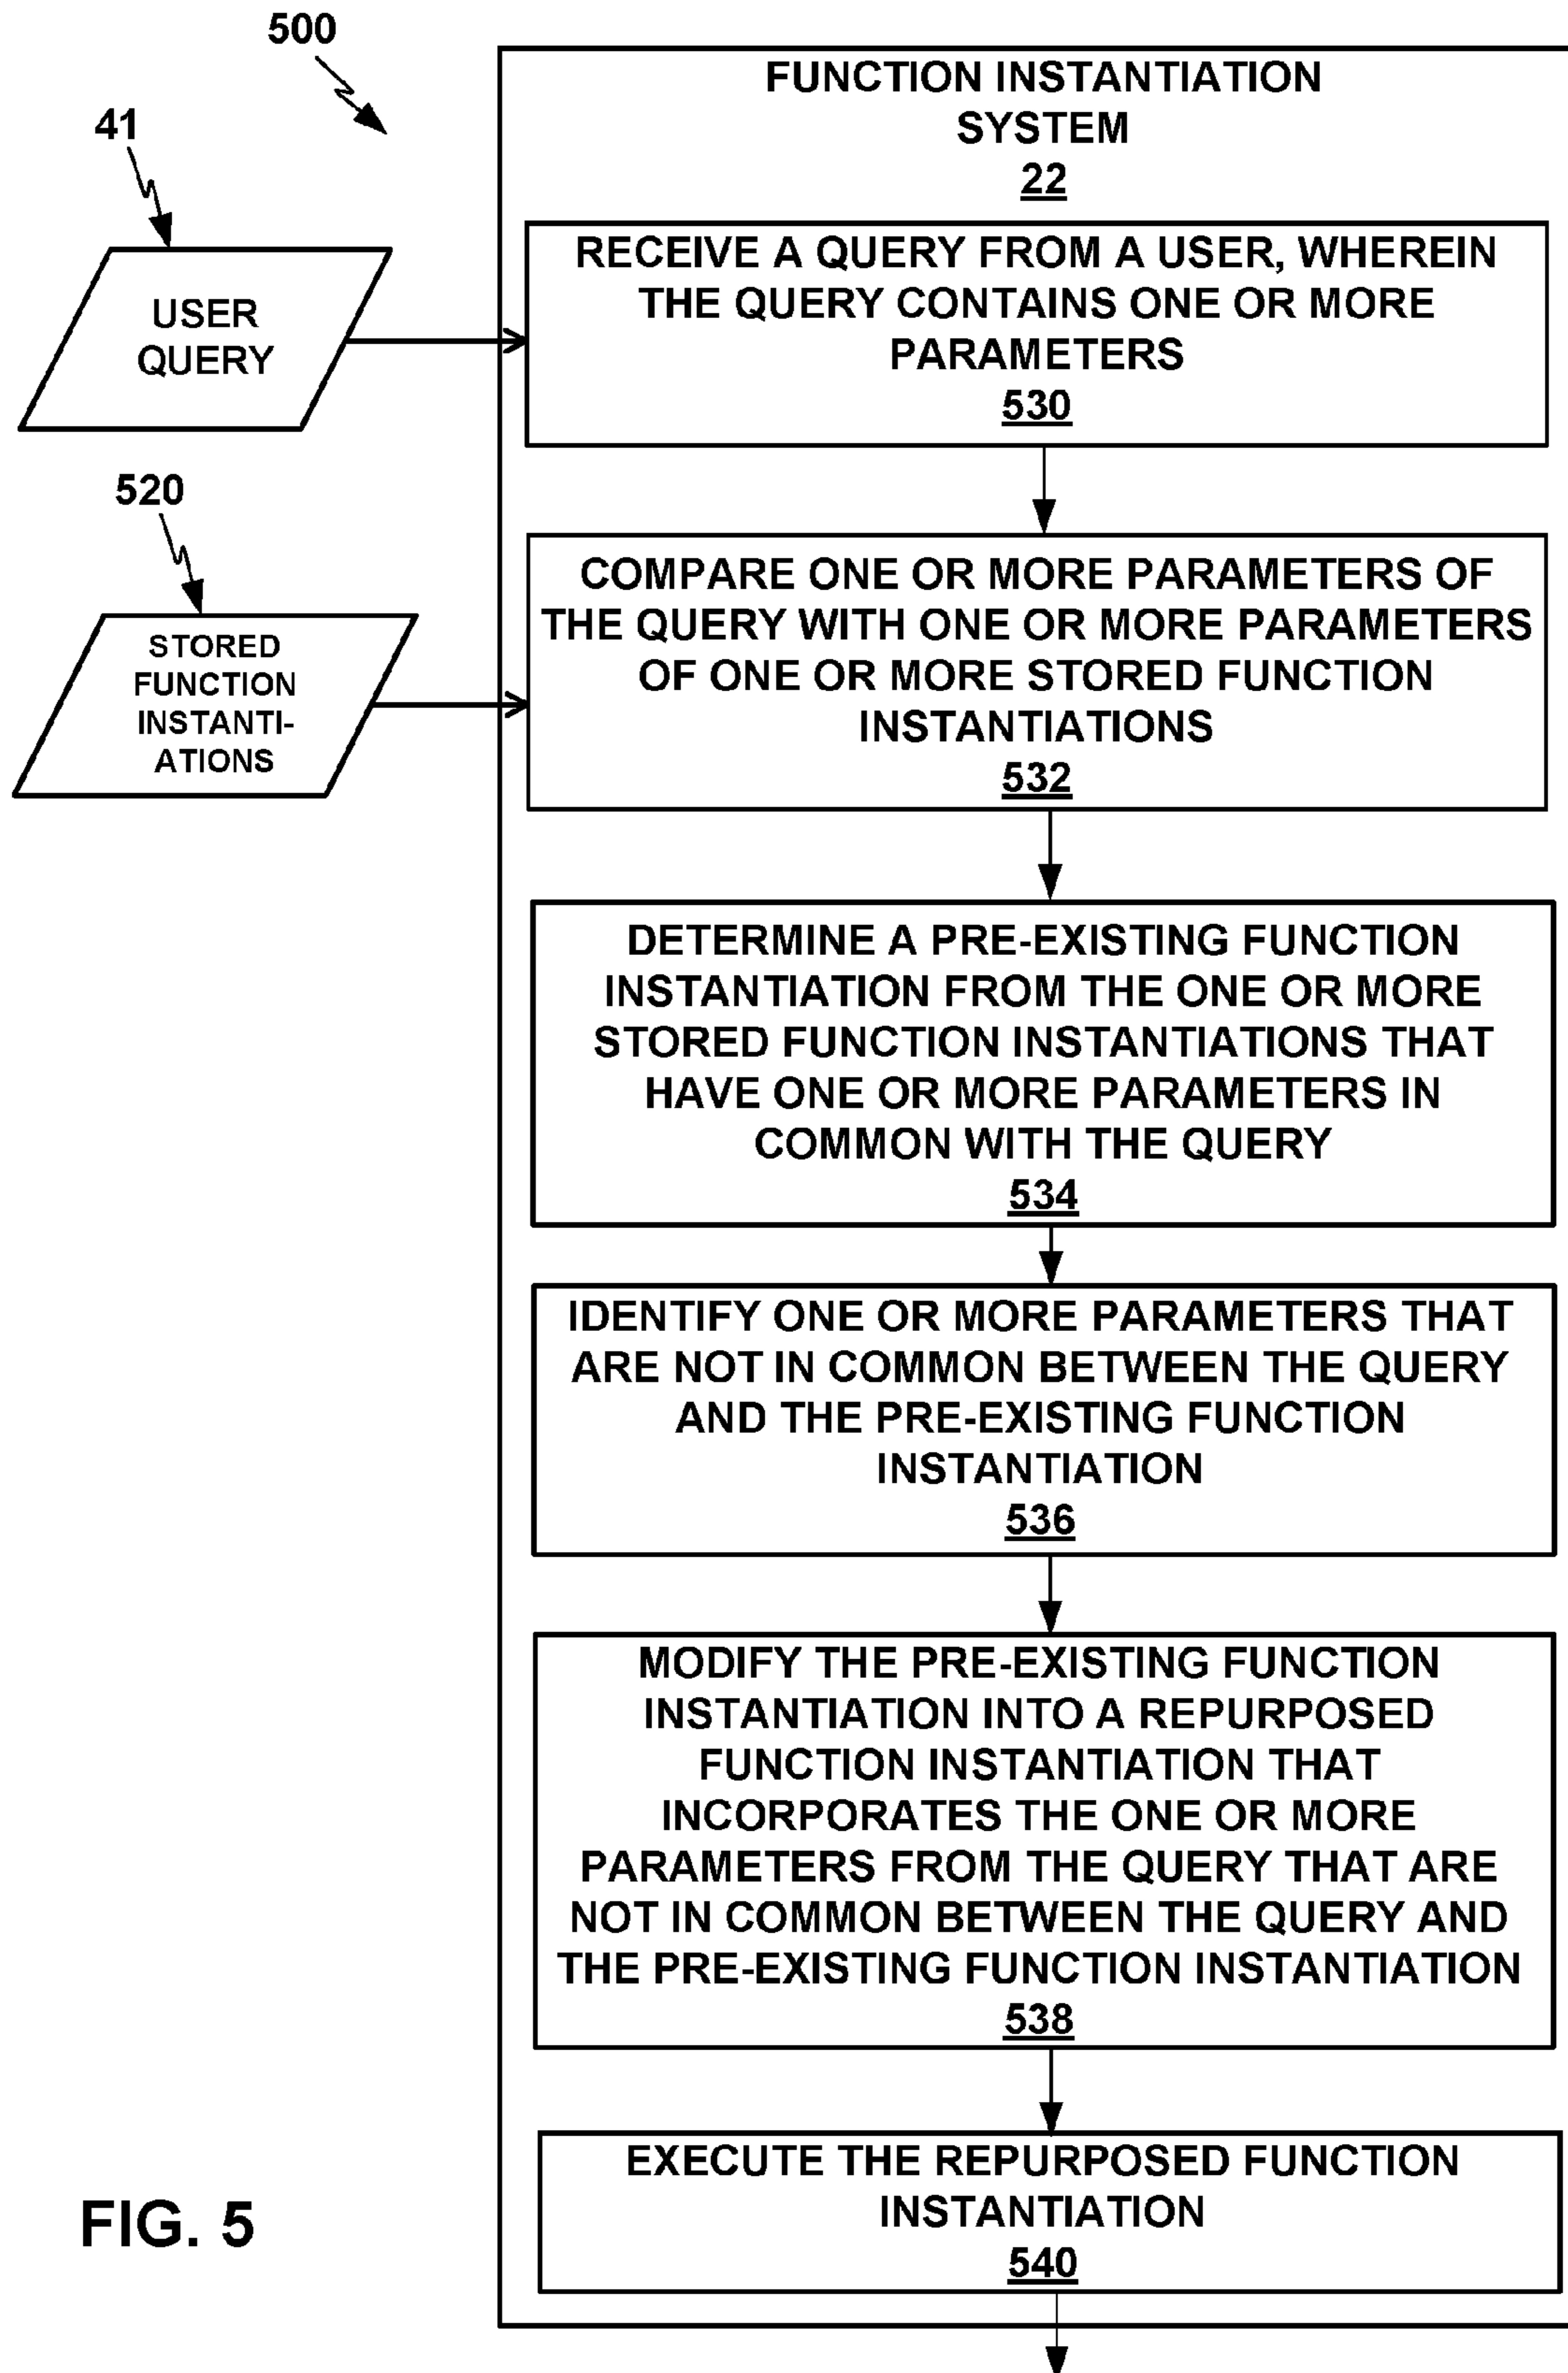 500
FUNCTION INSTANTIATION
SYSTEM
22
41
USER
QUERY
RECEIVE A QUERY FROM A USER, WHEREIN
THE QUERY CONTAINS ONE OR MORE
PARAMETERS
530
520
STORED
FUNCTION
INSTANTI-
ATIONS
COMPARE ONE OR MORE PARAMETERS OF
THE QUERY WITH ONE OR MORE PARAMETERS
OF ONE OR MORE STORED FUNCTION
INSTANTIATIONS
532
DETERMINE A PRE-EXISTING FUNCTION
INSTANTIATION FROM THE ONE OR MORE
STORED FUNCTION INSTANTIATIONS THAT
HAVE ONE OR MORE PARAMETERS IN
COMMON WITH THE QUERY
534
IDENTIFY ONE OR MORE PARAMETERS THAT
ARE NOT IN COMMON BETWEEN THE QUERY
AND THE PRE-EXISTING FUNCTION
INSTANTIATION
536
MODIFY THE PRE-EXISTING FUNCTION
INSTANTIATION INTO A REPURPOSED
FUNCTION INSTANTIATION THAT
INCORPORATES THE ONE OR MORE
PARAMETERS FROM THE QUERY THAT ARE
NOT IN COMMON BETWEEN THE QUERY AND
THE PRE-EXISTING FUNCTION INSTANTIATION
538
EXECUTE THE REPURPOSED FUNCTION
INSTANTIATION
540
FIG. 5